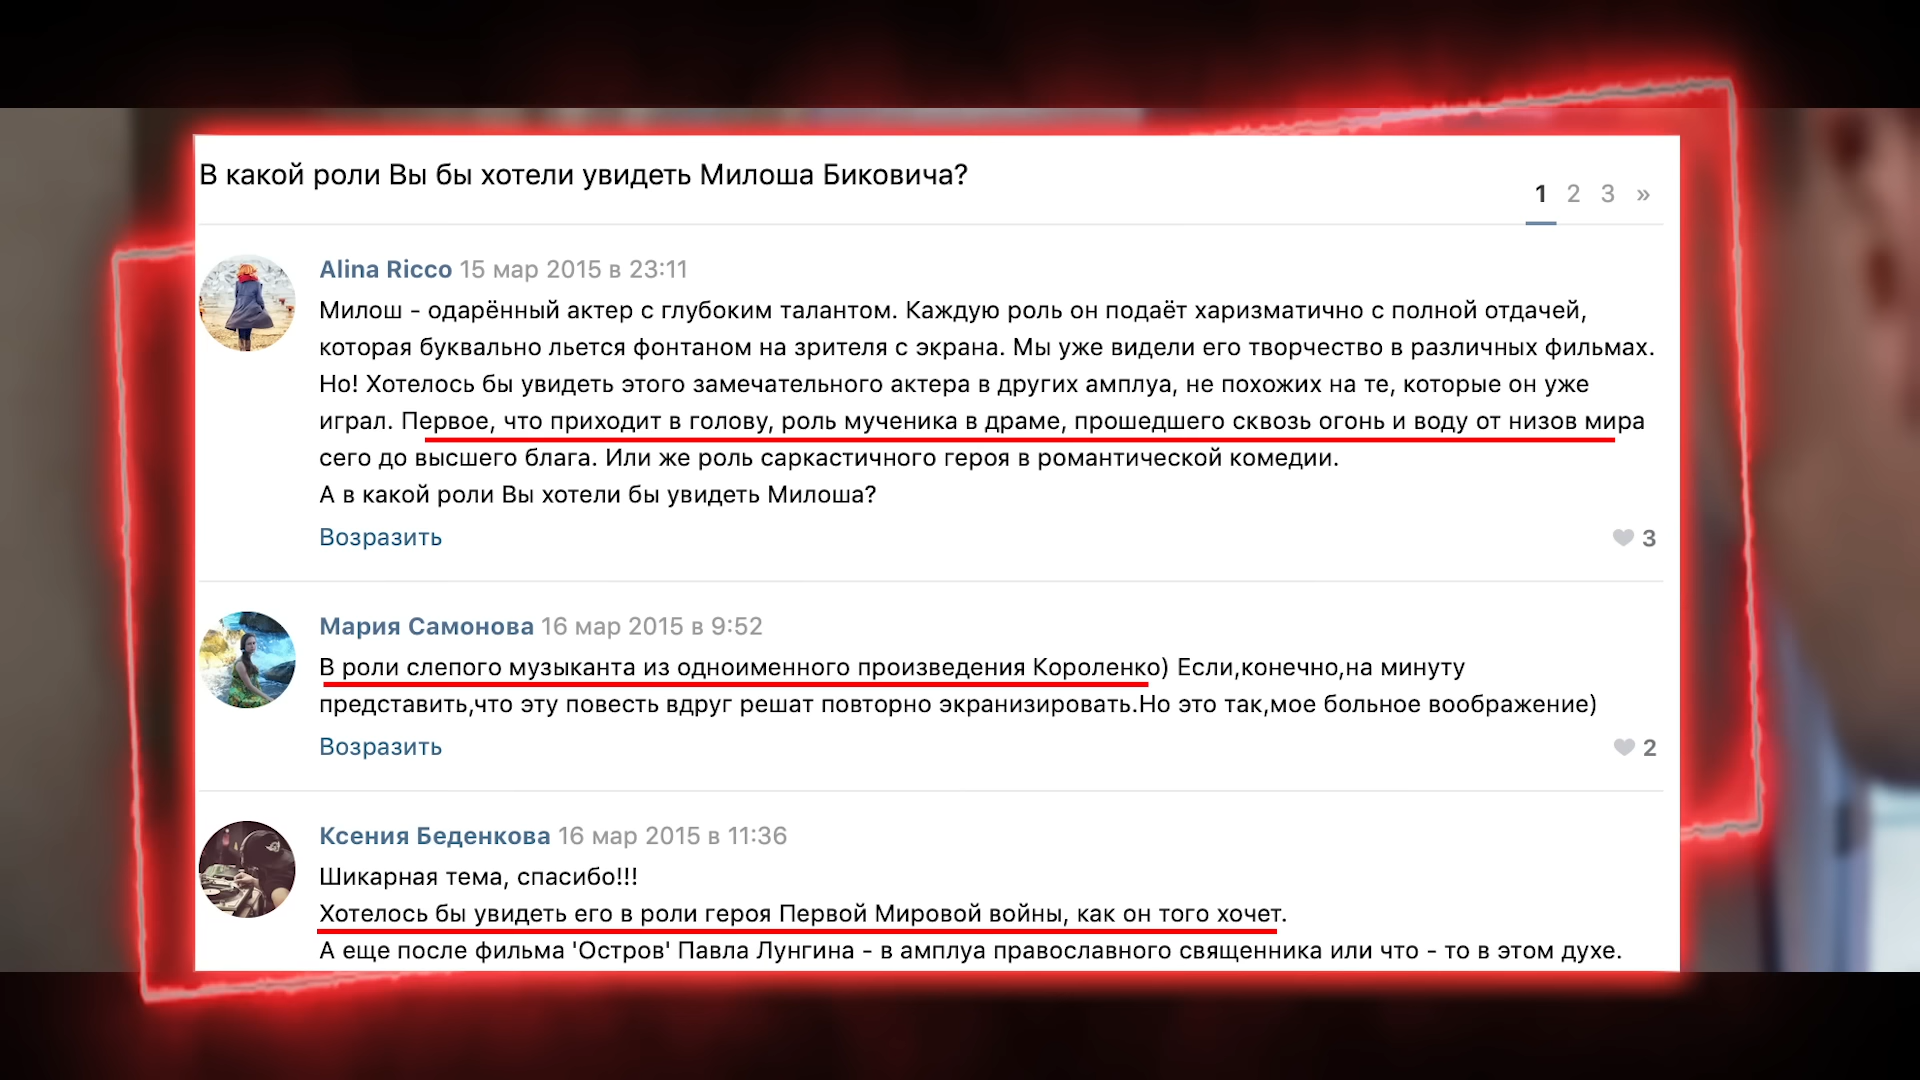 В какой роли Вы бы хотели увидеть Милоша Биковича?
1 2 3 »
Alina Ricco 15 мар 2015 в 23:11
Милош - одарённый актер с глубоким талантом. Каждую роль он подаёт харизматично с полной отдачей,
которая буквально льется фонтаном на зрителя с экрана. Мы уже видели его творчество в различных фильмах.
Но! Хотелось бы увидеть этого замечательного актера в других амплуа, не похожих на те, которые он уже
играл. Первое, что приходит в голову, роль мученика в драме, прошедшего сквозь огонь и воду от низов мира
сего до высшего блага. Или же роль саркастичного героя в романтической комедии.
А в какой роли Вы хотели бы увидеть Милоша?
Возразить
3
Мария Самонова 16 мар 2015 в 9:52
В роли слепого музыканта из одноименного произведения Короленко) Если,конечно,на минуту
представить,что эту повесть вдруг решат повторно экранизировать.Но это так,мое больное воображение)
Возразить
2
Ксения Беденкова 16 мар 2015 в 11:36
Шикарная тема, спасибо!!!
Хотелось бы увидеть его в роли героя Первой Мировой войны, как он того хочет.
А еще после фильма 'Остров' Павла Лунгина - в амплуа православного священника или что - то в этом духе.